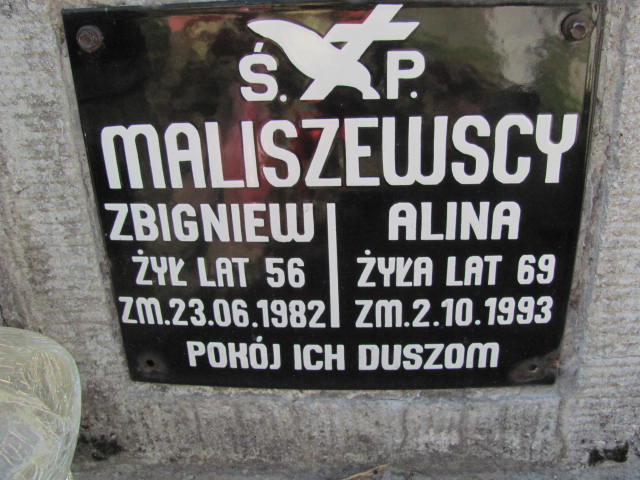 Ś. P.
MALISZEWSCY
ZBIGNIEW
ŻYŁ LAT 56
ZM.23.06.1982
ALINA
ŻYŁA LAT 69
ZM.2.10.1993
POKÓJ ICH DUSZOM